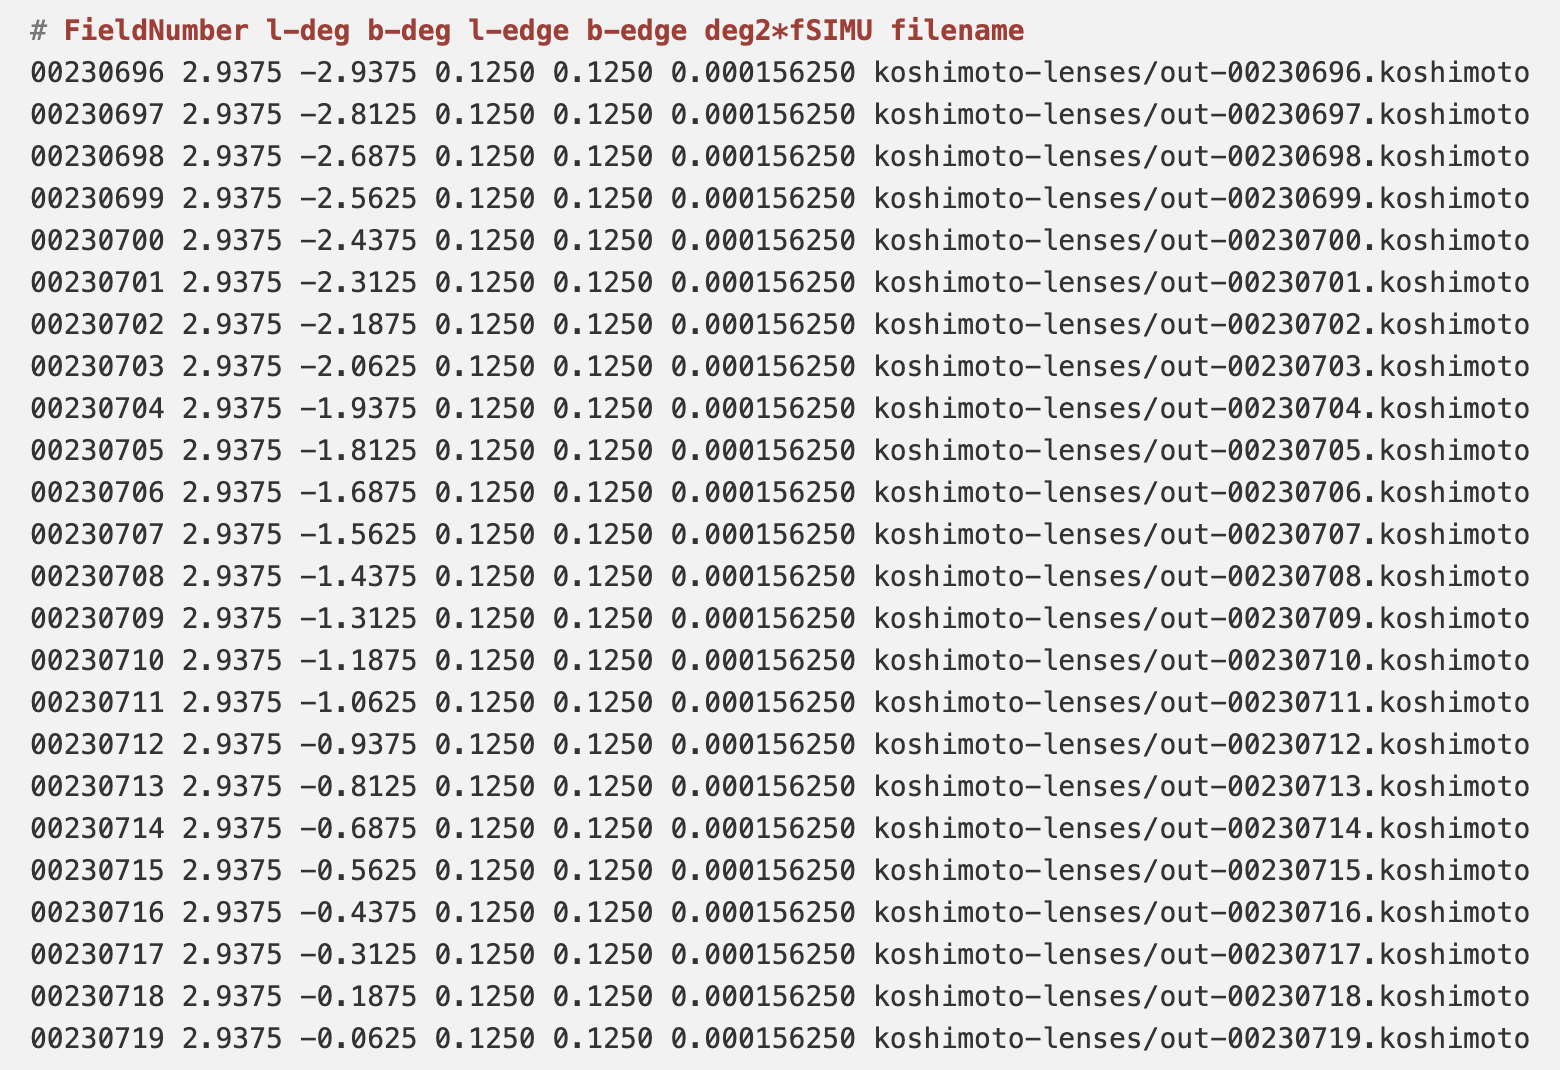 # FieldNumber l-deg b-deg l-edge b-edge deg2*fSIMU filename
00230696 2.9375 -2.9375 0.1250 0.1250 0.000156250 koshimoto-lenses/out-00230696.koshimoto
00230697 2.9375 -2.8125 0.1250 0.1250 0.000156250 koshimoto-lenses/out-00230697.koshimoto
00230698 2.9375 -2.6875 0.1250 0.1250 0.000156250 koshimoto-lenses/out-00230698.koshimoto
00230699 2.9375 -2.5625 0.1250 0.1250 0.000156250 koshimoto-lenses/out-00230699.koshimoto
00230700 2.9375 -2.4375 0.1250 0.1250 0.000156250 koshimoto-lenses/out-00230700.koshimoto
00230701 2.9375 -2.3125 0.1250 0.1250 0.000156250 koshimoto-lenses/out-00230701.koshimoto
00230702 2.9375 -2.1875 0.1250 0.1250 0.000156250 koshimoto-lenses/out-00230702.koshimoto
00230703 2.9375 -2.0625 0.1250 0.1250 0.000156250 koshimoto-lenses/out-00230703.koshimoto
00230704 2.9375 -1.9375 0.1250 0.1250 0.000156250 koshimoto-lenses/out-00230704.koshimoto
00230705 2.9375 -1.8125 0.1250 0.1250 0.000156250 koshimoto-lenses/out-00230705.koshimoto
00230706 2.9375 -1.6875 0.1250 0.1250 0.000156250 koshimoto-lenses/out-00230706.koshimoto
00230707 2.9375 -1.5625 0.1250 0.1250 0.000156250 koshimoto-lenses/out-00230707.koshimoto
00230708 2.9375 -1.4375 0.1250 0.1250 0.000156250 koshimoto-lenses/out-00230708.koshimoto
00230709 2.9375 -1.3125 0.1250 0.1250 0.000156250 koshimoto-lenses/out-00230709.koshimoto
00230710 2.9375 -1.1875 0.1250 0.1250 0.000156250 koshimoto-lenses/out-00230710.koshimoto
00230711 2.9375 -1.0625 0.1250 0.1250 0.000156250 koshimoto-lenses/out-00230711.koshimoto
00230712 2.9375 -0.9375 0.1250 0.1250 0.000156250 koshimoto-lenses/out-00230712.koshimoto
00230713 2.9375 -0.8125 0.1250 0.1250 0.000156250 koshimoto-lenses/out-00230713.koshimoto
00230714 2.9375 -0.6875 0.1250 0.1250 0.000156250 koshimoto-lenses/out-00230714.koshimoto
00230715 2.9375 -0.5625 0.1250 0.1250 0.000156250 koshimoto-lenses/out-00230715.koshimoto
00230716 2.9375 -0.4375 0.1250 0.1250 0.000156250 koshimoto-lenses/out-00230716.koshimoto
00230717 2.9375 -0.3125 0.1250 0.1250 0.000156250 koshimoto-lenses/out-00230717.koshimoto
00230718 2.9375 -0.1875 0.1250 0.1250 0.000156250 koshimoto-lenses/out-00230718.koshimoto
00230719 2.9375 -0.0625 0.1250 0.1250 0.000156250 koshimoto-lenses/out-00230719.koshimoto